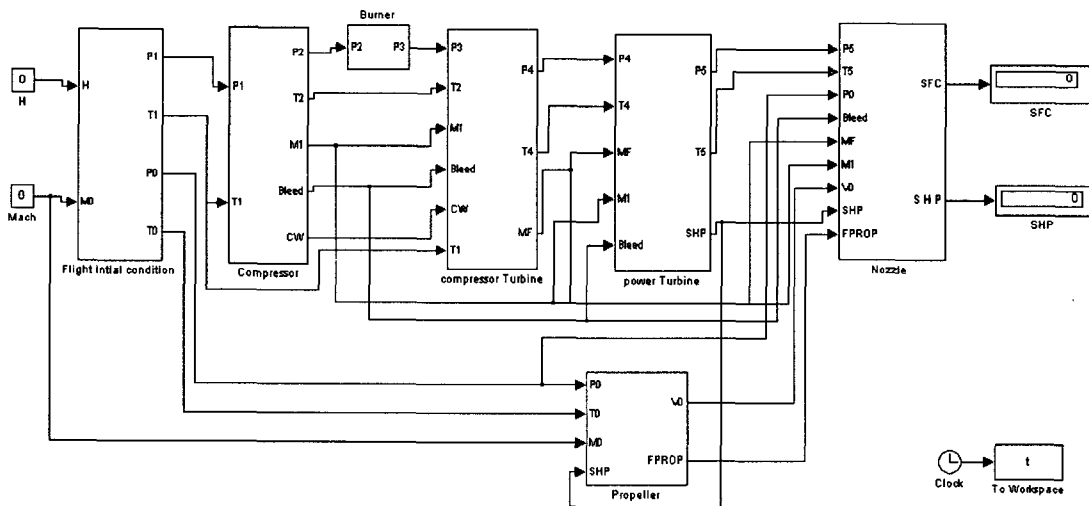 0
H
0
Mach
H
M0
P1
T1
P0
T0
Flight intial condition
P1
T1
P2
T2
M1
Bleed
CW
Compressor
Burner
P2
P3
P3
T2
M1
Bleed
CW
T1
P4
T4
MF
compressor Turbine
P4
T4
MF
M1
Bleed
P5
T5
SHP
power Turbine
P5
T5
P0
Bleed
MF
M1
V0
SHP
FPROP
SFC
SHP
Nozzle
0
SFC
0
SHP
P0
T0
M0
SHP
V0
FPROP
Propeller
Clock
t
To Workspace